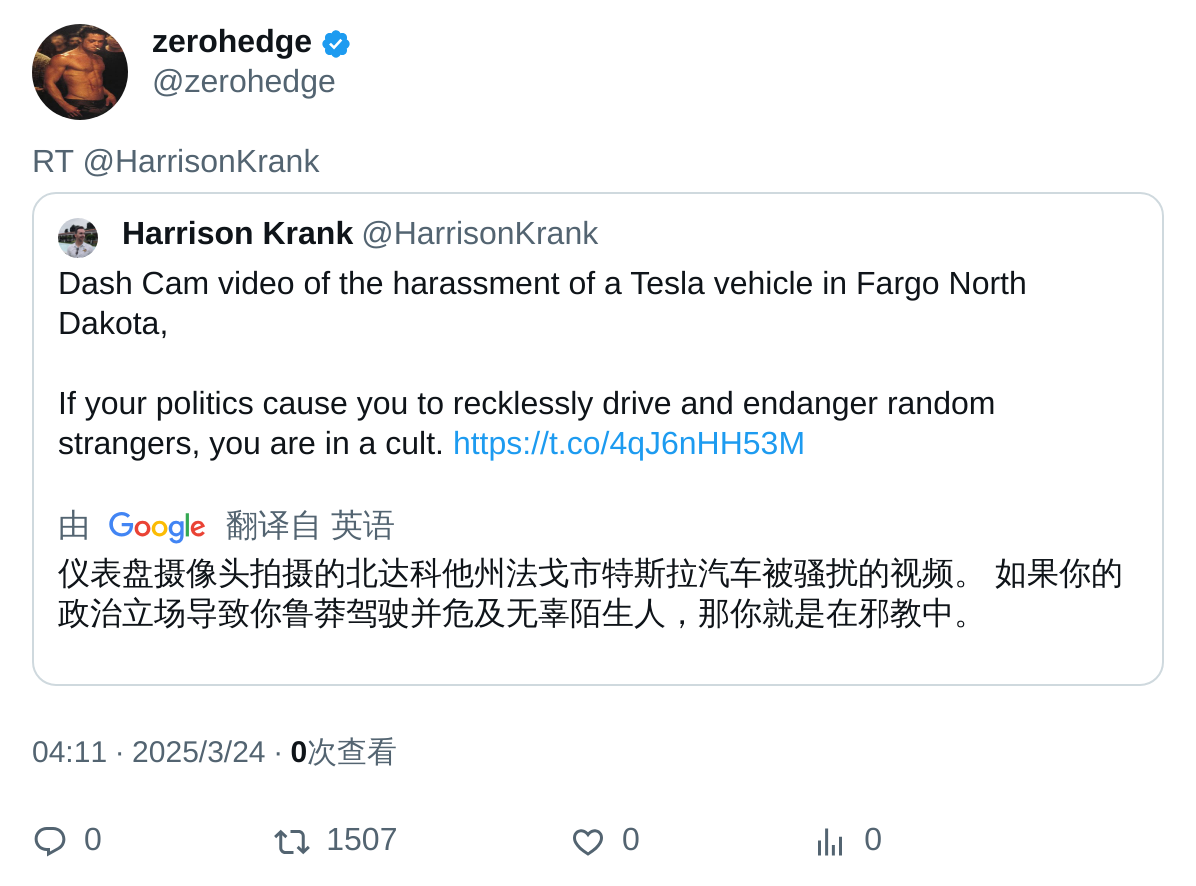 zerohedge
@zerohedge
RT @HarrisonKrank
Harrison Krank @HarrisonKrank
Dash Cam video of the harassment of a Tesla vehicle in Fargo North
Dakota,
If your politics cause you to recklessly drive and endanger random
strangers, you are in a cult. https://t.co/4qJ6nHH53M
由 Google 翻译自 英语
仪表盘摄像头拍摄的北达科他州法戈市特斯拉汽车被骚扰的视频。 如果你的
政治立场导致你鲁莽驾驶并危及无辜陌生人，那你就是在邪教中。
04:11 · 2025/3/24 · 0次查看
0 1507 0 0